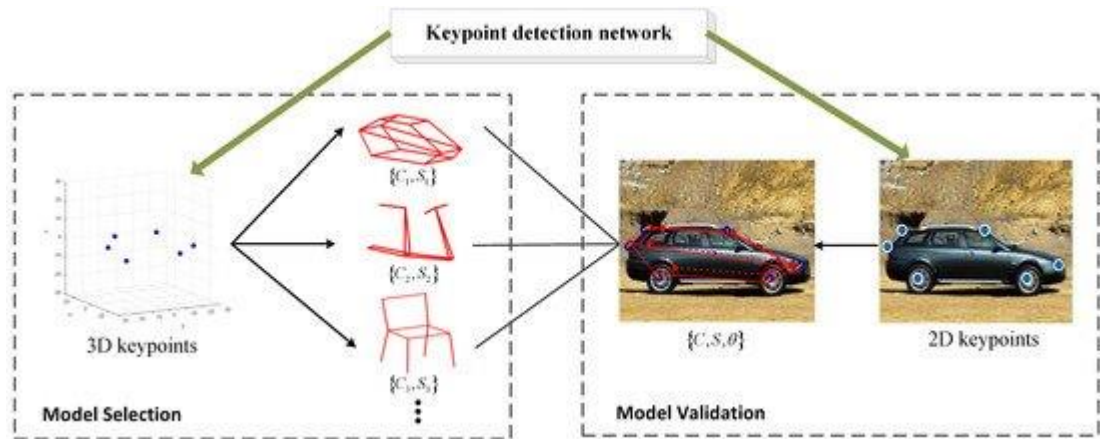 Keypoint detection network
{C₁, S₁}
{C₂, S₂}
3D keypoints
{C₃, S₃}
Model Selection
{C, S, θ}
2D keypoints
Model Validation